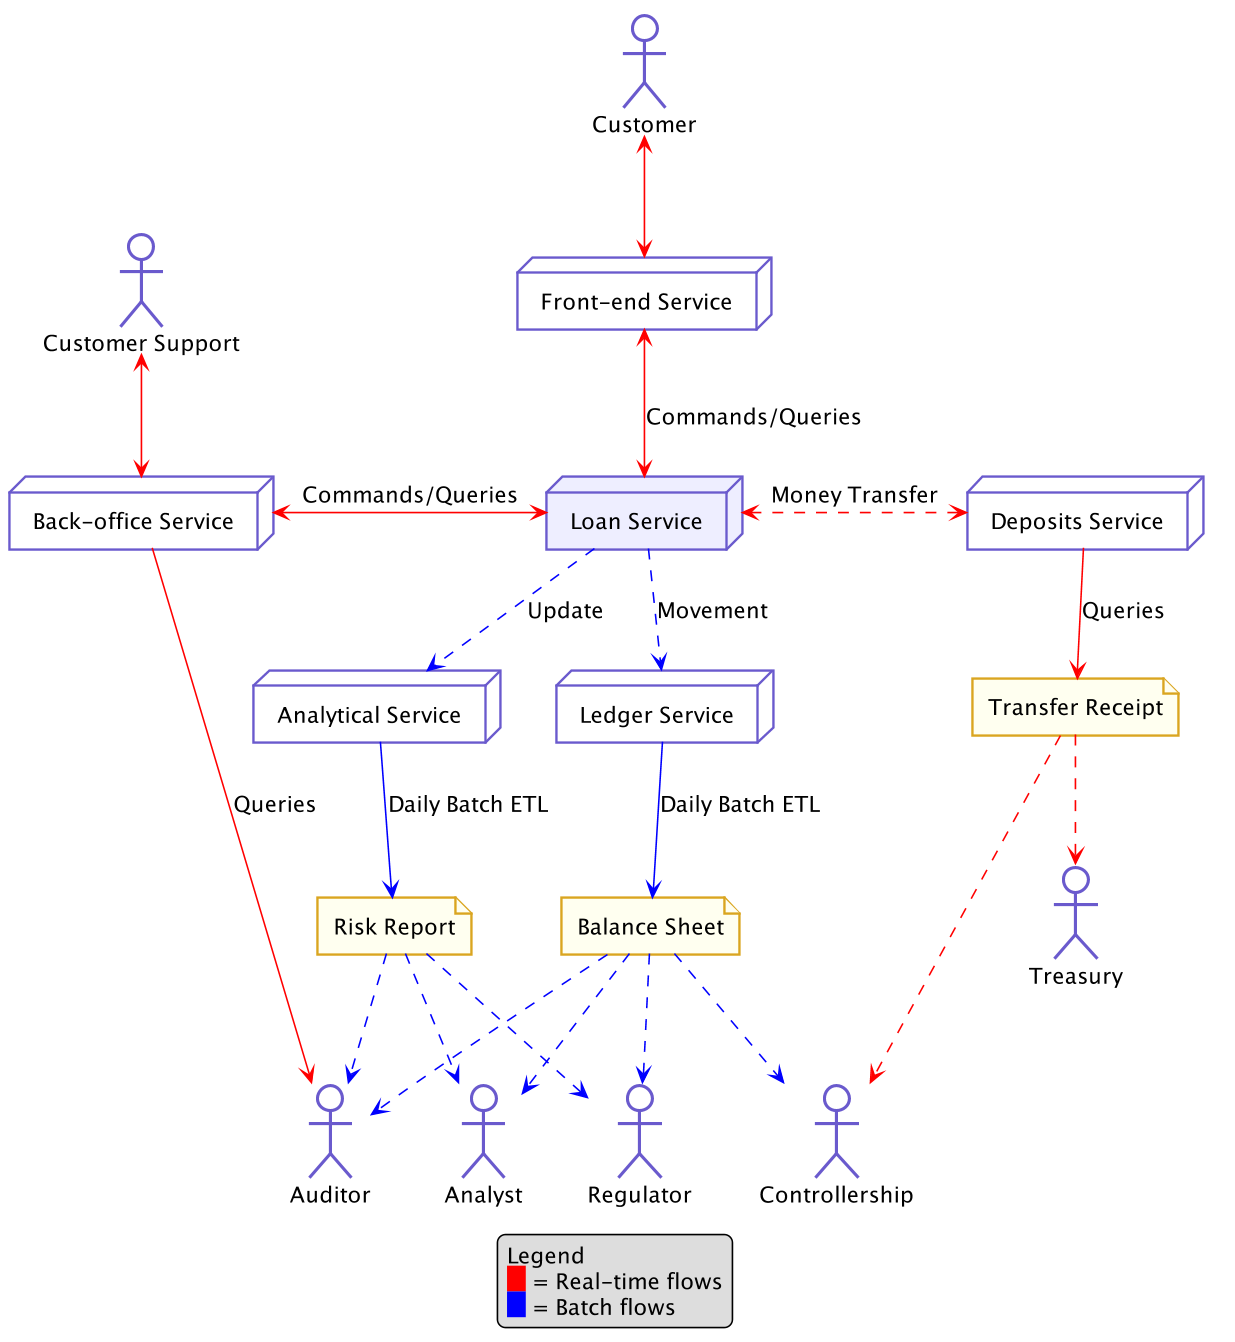 Customer
Customer Support
Front-end Service
Commands/Queries
Back-office Service
Commands/Queries
Loan Service
Money Transfer
Deposits Service
Update
Movement
Queries
Analytical Service
Ledger Service
Transfer Receipt
Queries
Daily Batch ETL
Daily Batch ETL
Risk Report
Balance Sheet
Treasury
Auditor
Analyst
Regulator
Controllership
Legend
= Real-time flows
= Batch flows